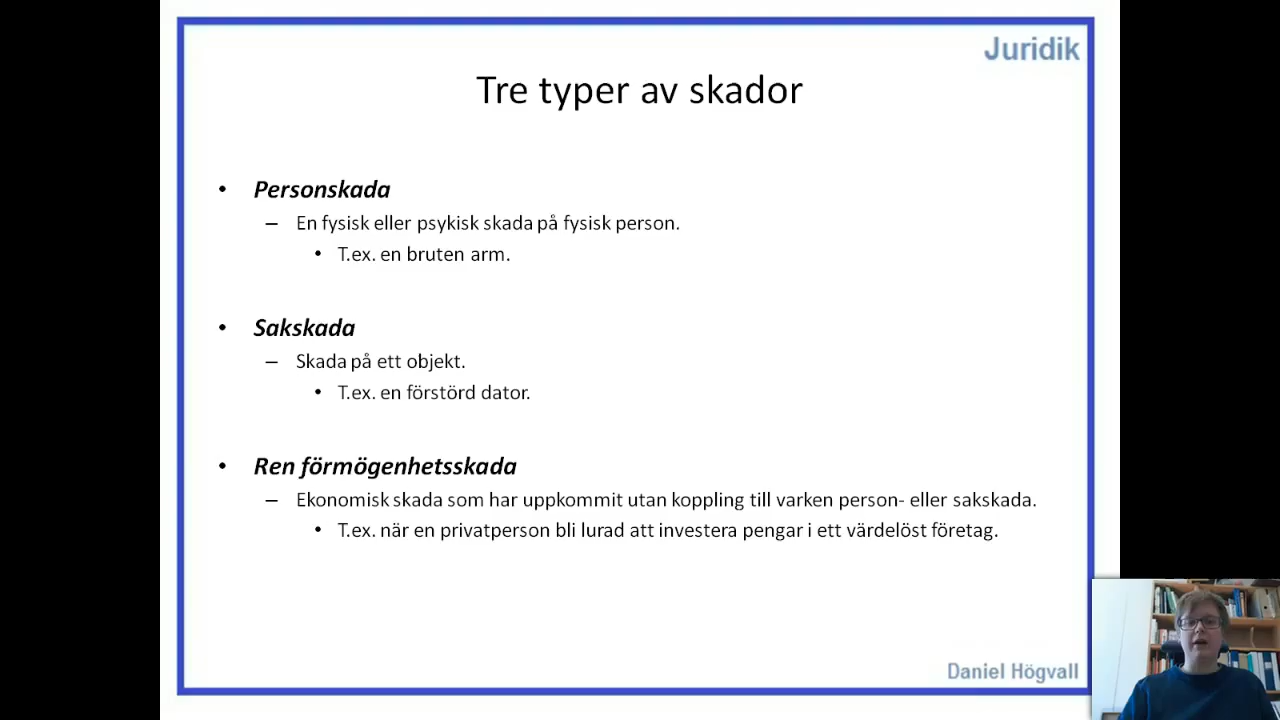 Juridik
Tre typer av skador
• Personskada
– En fysisk eller psykisk skada på fysisk person.
• T.ex. en bruten arm.
• Sakskada
– Skada på ett objekt.
• T.ex. en förstörd dator.
• Ren förmögenhetsskada
– Ekonomisk skada som har uppkommit utan koppling till varken person- eller sakskada.
• T.ex. när en privatperson bli lurad att investera pengar i ett värdelöst företag.
Daniel Högvall